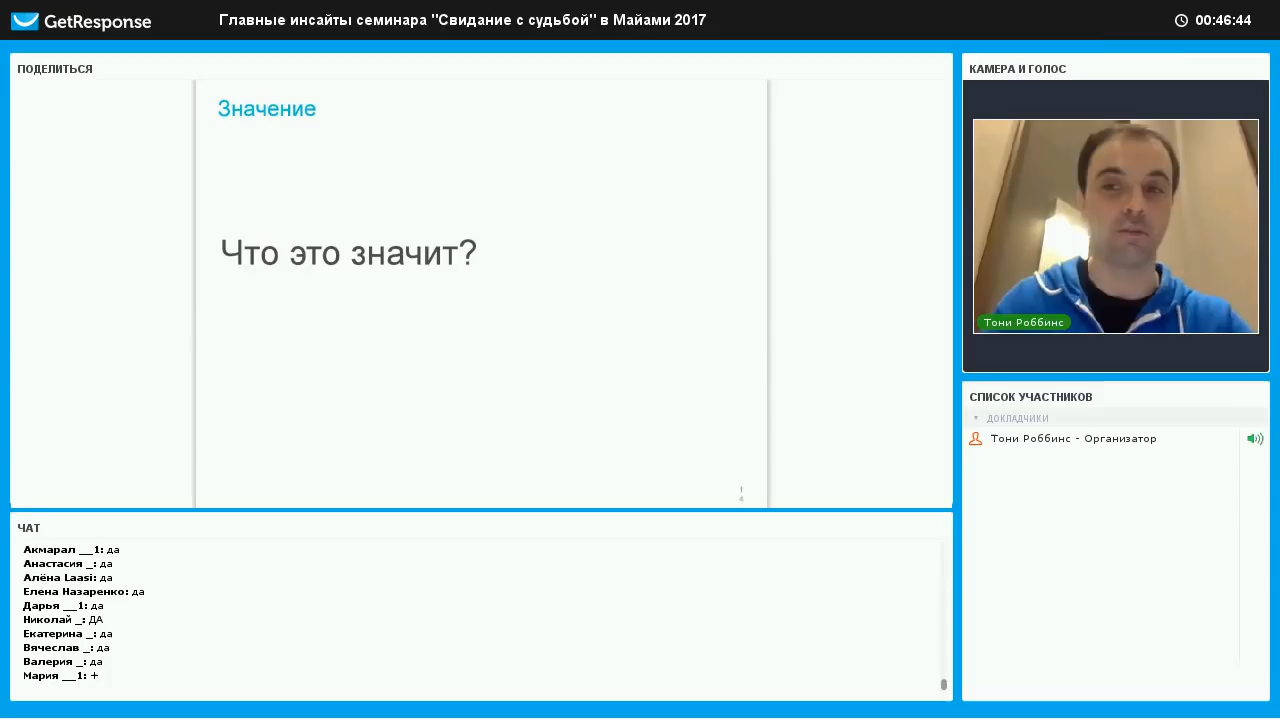 GetResponse
Главные инсайты семинара "Свидание с судьбой" в Майами 2017
00:46:44
ПОДЕЛИТЬСЯ
Значение
Что это значит?
1
4
КАМЕРА И ГОЛОС
Тони Роббинс
СПИСОК УЧАСТНИКОВ
ДОКЛАДЧИКИ
Тони Роббинс - Организатор
ЧАТ
Акмарал __1: да
Анастасия _: да
Алёна Laasi: да
Елена Назаренко: да
Дарья __1: да
Николай _: ДА
Екатерина _: да
Вячеслав _: да
Валерия _: да
Мария __1: +